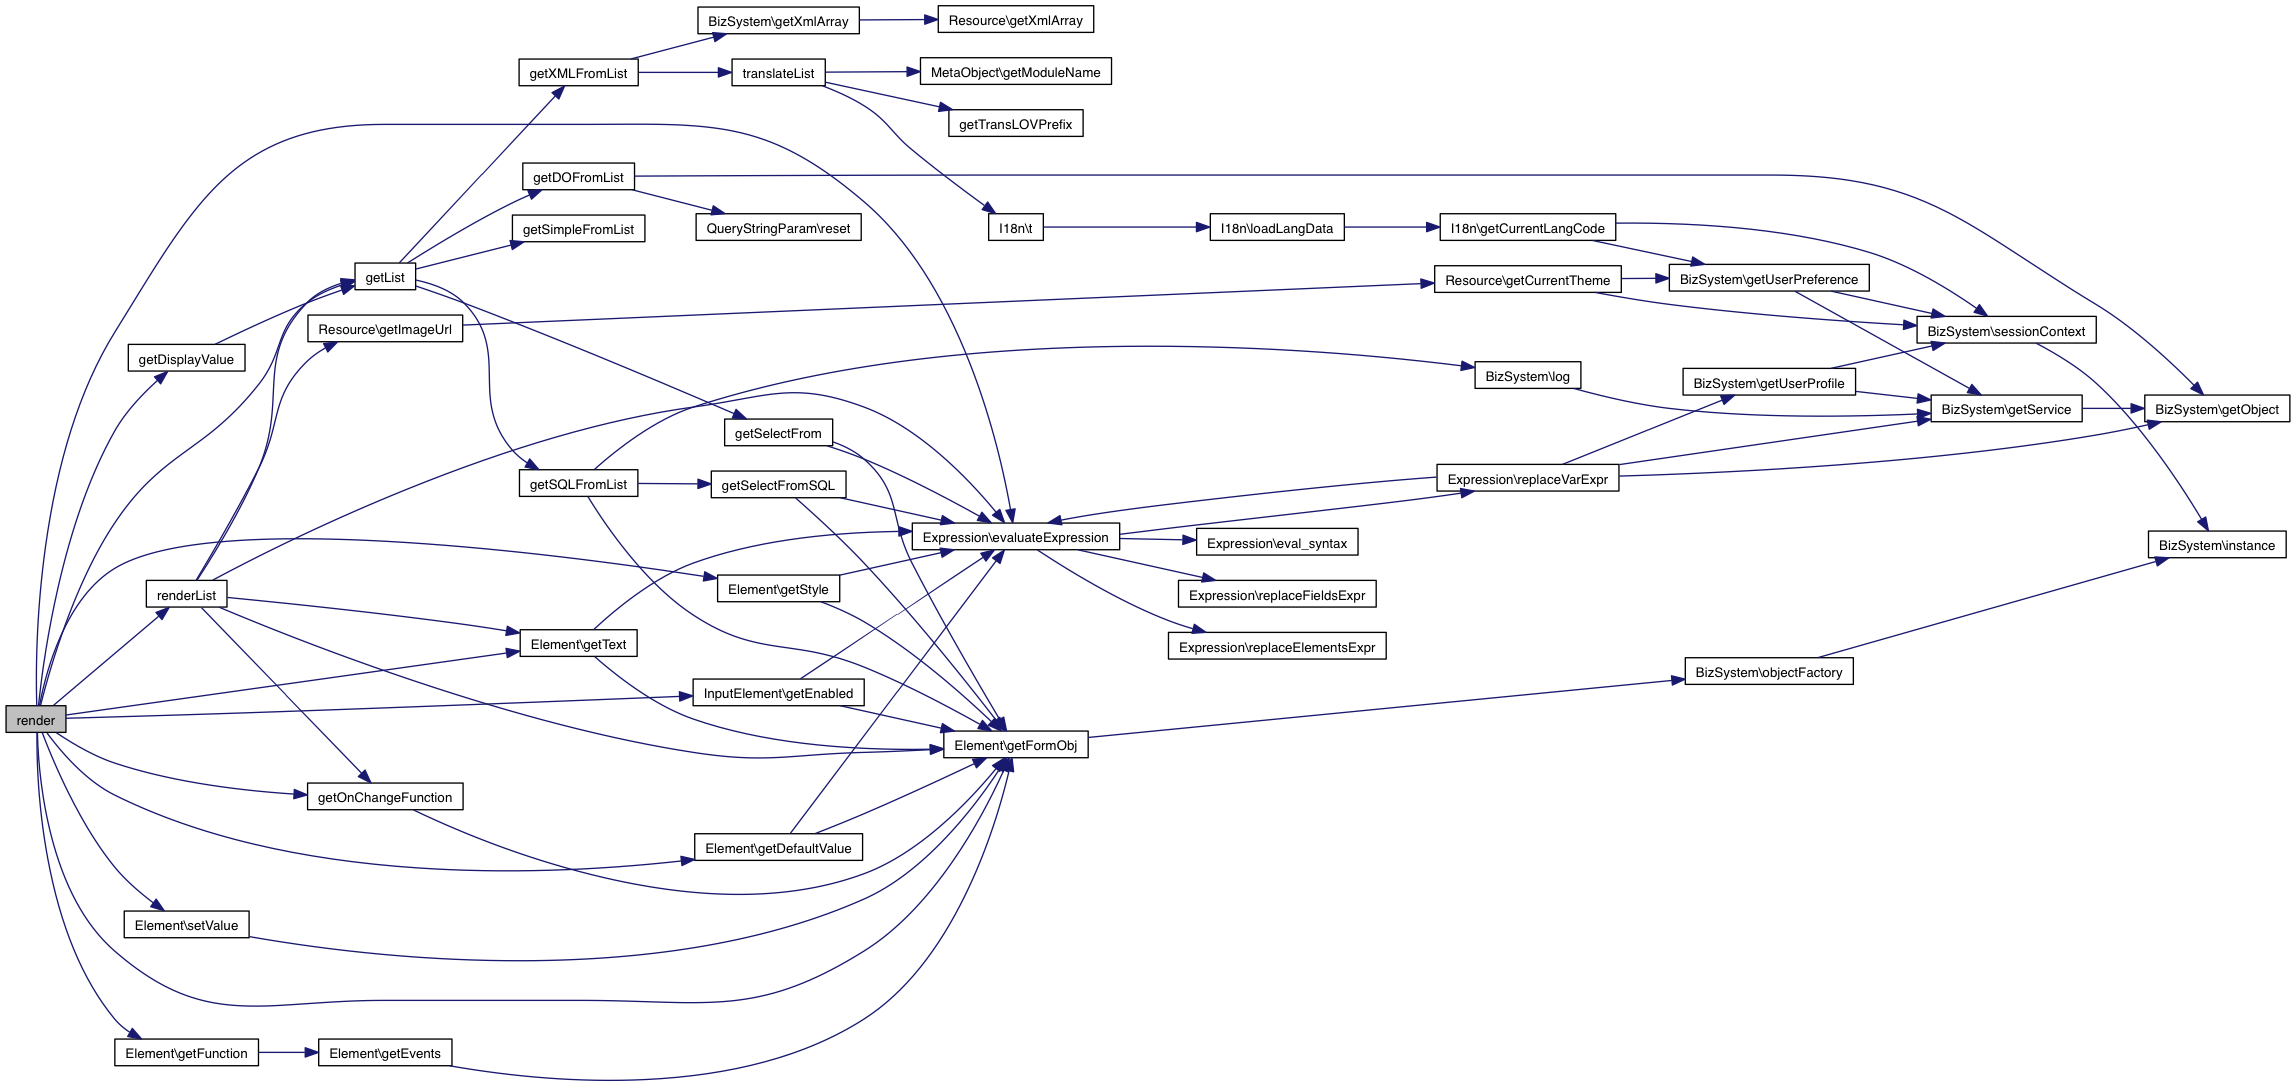 BizSystem\getXmlArray
Resource\getXmlArray
getXMLFromList
translateList
MetaObject\getModuleName
getTransLOVPrefix
getDOFromList
getSimpleFromList
QueryStringParam\reset
I18n\t
I18n\loadLangData
I18n\getCurrentLangCode
getList
Resource\getCurrentTheme
BizSystem\getUserPreference
Resource\getImageUrl
BizSystem\sessionContext
getDisplayValue
BizSystem\log
BizSystem\getUserProfile
BizSystem\getService
BizSystem\getObject
getSelectFrom
getSQLFromList
getSelectFromSQL
Expression\replaceVarExpr
Expression\evaluateExpression
Expression\eval_syntax
BizSystem\instance
renderList
Element\getStyle
Expression\replaceFieldsExpr
Element\getText
Expression\replaceElementsExpr
BizSystem\objectFactory
InputElement\getEnabled
render
Element\getFormObj
getOnChangeFunction
Element\getDefaultValue
Element\setValue
Element\getFunction
Element\getEvents